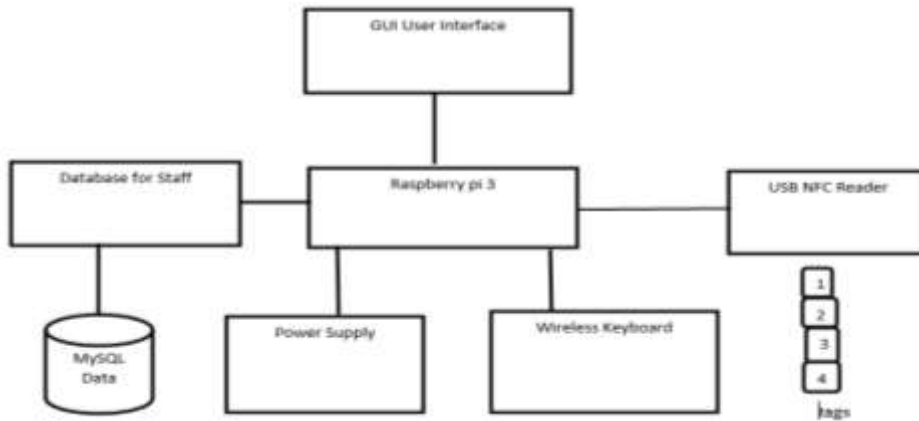 GUI User Interface
Database for Staff
Raspberry pi 3
USB NFC Reader
1
2
3
4
tags
Power Supply
Wireless Keyboard
MySQL
Data